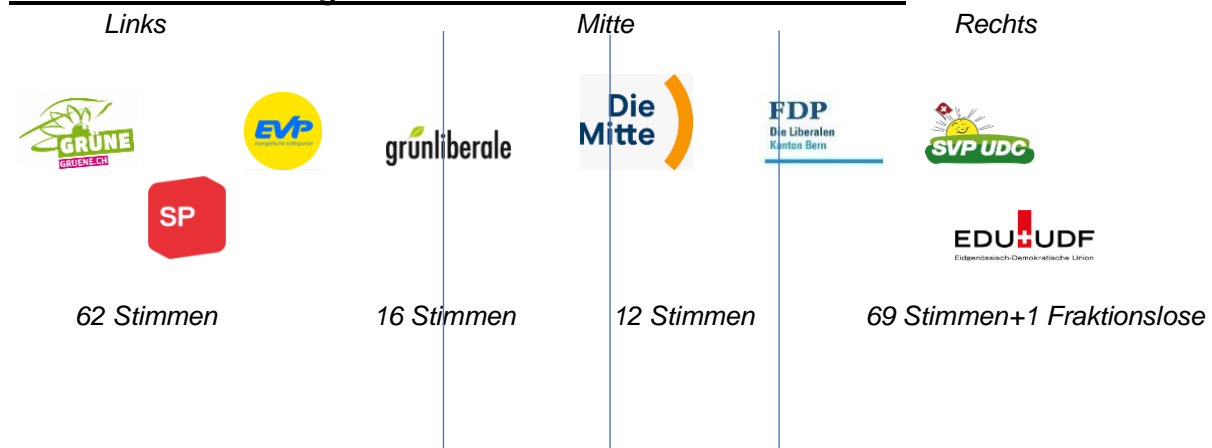 Links Mitte Rechts
GRÜNE
GRUENE.CH
EVP
Evangelische Volkspartei
grünliberale
Die
Mitte
FDP
Die Liberalen
Kanton Bern
SVP UDC
SP
EDU UDF
Eidgenössisch-Demokratische Union
62 Stimmen 16 Stimmen 12 Stimmen 69 Stimmen+1 Fraktionslose